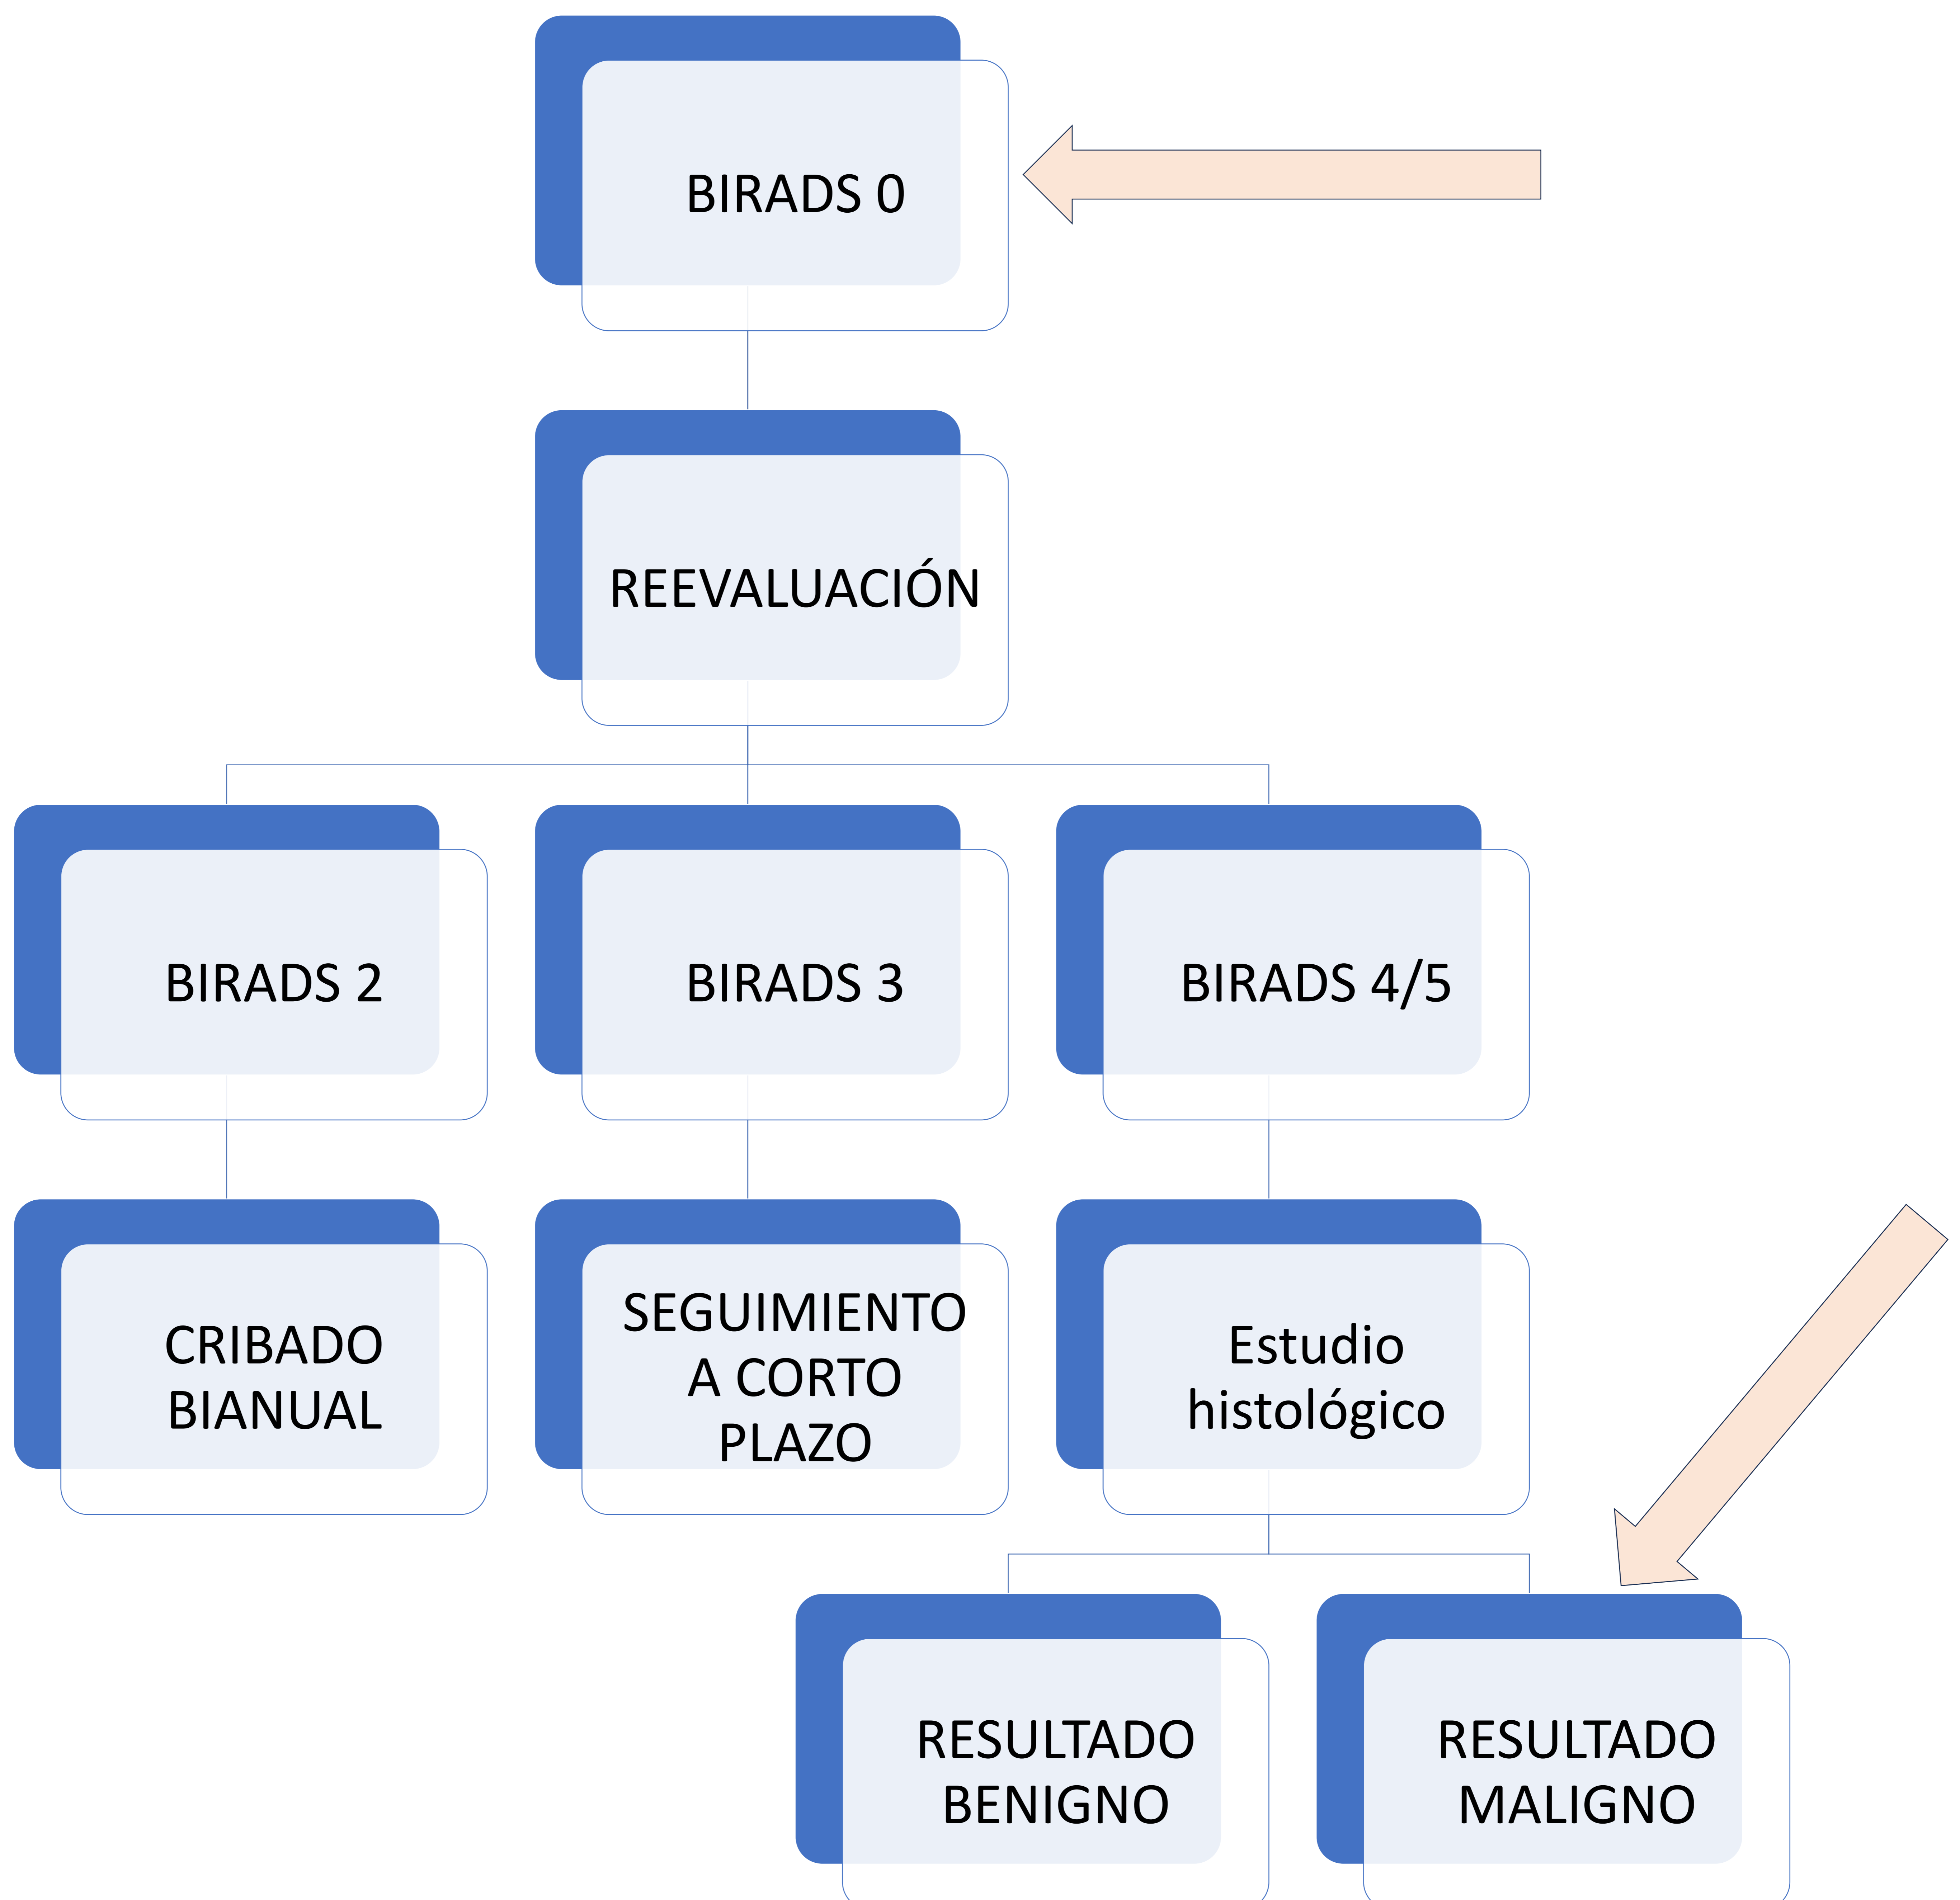 BIRADS 0
REEVALUACIÓN
BIRADS 2
BIRADS 3
BIRADS 4/5
CRIBADO
BIANUAL
SEGUIMIENTO
A CORTO
PLAZO
Estudio
histológico
RESULTADO
BENIGNO
RESULTADO
MALIGNO